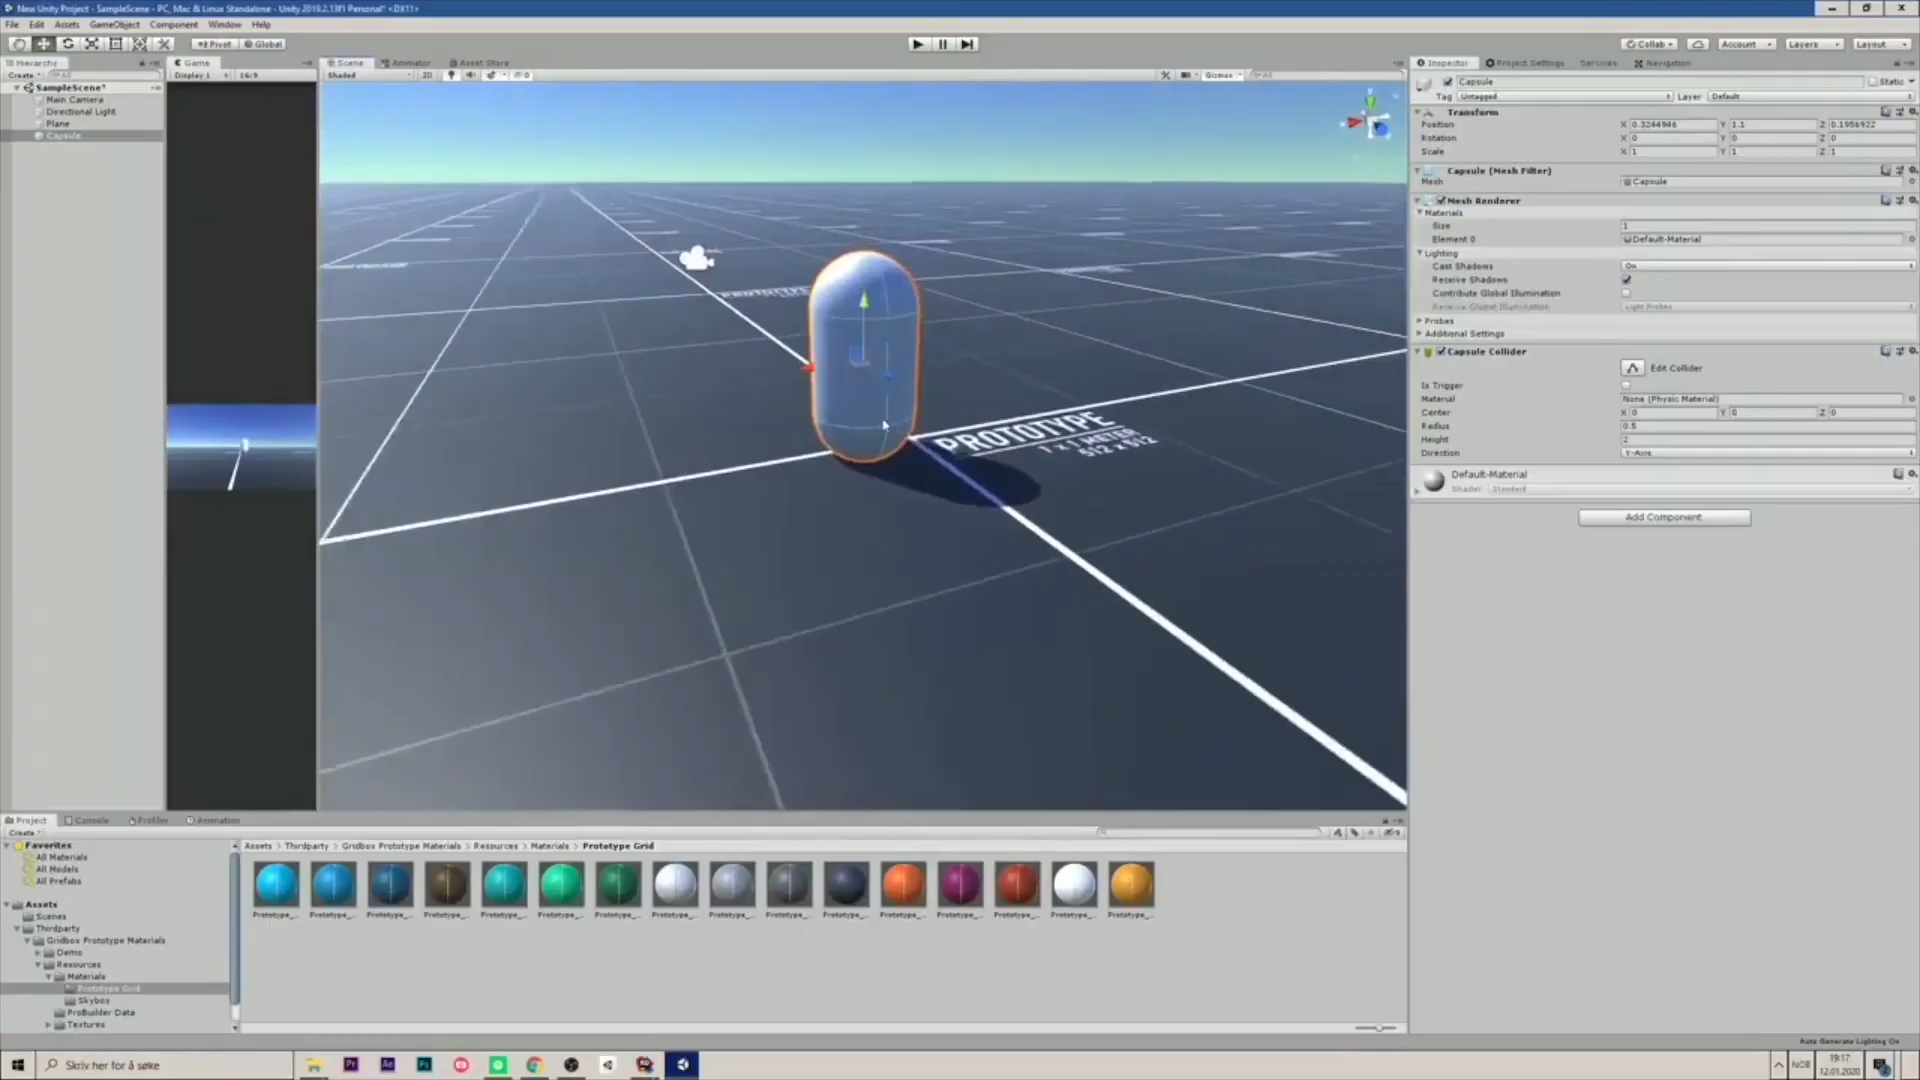 New Unity Project - SampleScene - PC, Mac & Linux Standalone - Unity 2019.2.13f1 Personal* <DX11>
File Edit Assets GameObject Component Window Help
Pivot Global
Collab Account Layers Layout
Hierarchy
Create
SampleScene*
Main Camera
Directional Light
Plane
Capsule
Game
Display 1 16:9
Scene Animator Asset Store
Shaded 2D Gizmos
PROTOTYPE
1 x 1 METER
512 x 512
Inspector Project Settings Services Navigation
Capsule Static
Tag Untagged Layer Default
Transform
Position X 0.3244946 Y 1.1 Z 0.1956922
Rotation X 0 Y 0 Z 0
Scale X 1 Y 1 Z 1
Capsule (Mesh Filter)
Mesh Capsule
Mesh Renderer
Materials
Size 1
Element 0 Default-Material
Lighting
Cast Shadows On
Receive Shadows
Contribute Global Illumination
Receive Global Illumination Light Probes
Probes
Additional Settings
Capsule Collider
Edit Collider
Is Trigger
Material None (Physic Material)
Center X 0 Y 0 Z 0
Radius 0.5
Height 2
Direction Y-Axis
Default-Material
Shader Standard
Add Component
Project Console Profiler Animation
Create
Favorites
All Materials
All Models
All Prefabs
Assets
Scenes
Thirdparty
Gridbox Prototype Materials
Demo
Resources
Materials
Prototype Grid
Skybox
ProBuilder Data
Textures
Assets > Thirdparty > Gridbox Prototype Materials > Resources > Materials > Prototype Grid
Prototype_... Prototype_... Prototype_... Prototype_... Prototype_... Prototype_... Prototype_... Prototype_... Prototype_... Prototype_... Prototype_... Prototype_... Prototype_... Prototype_... Prototype_... Prototype_...
Auto Generate Lighting On
Skriv her for å søke
NOB
19:17
12.01.2020